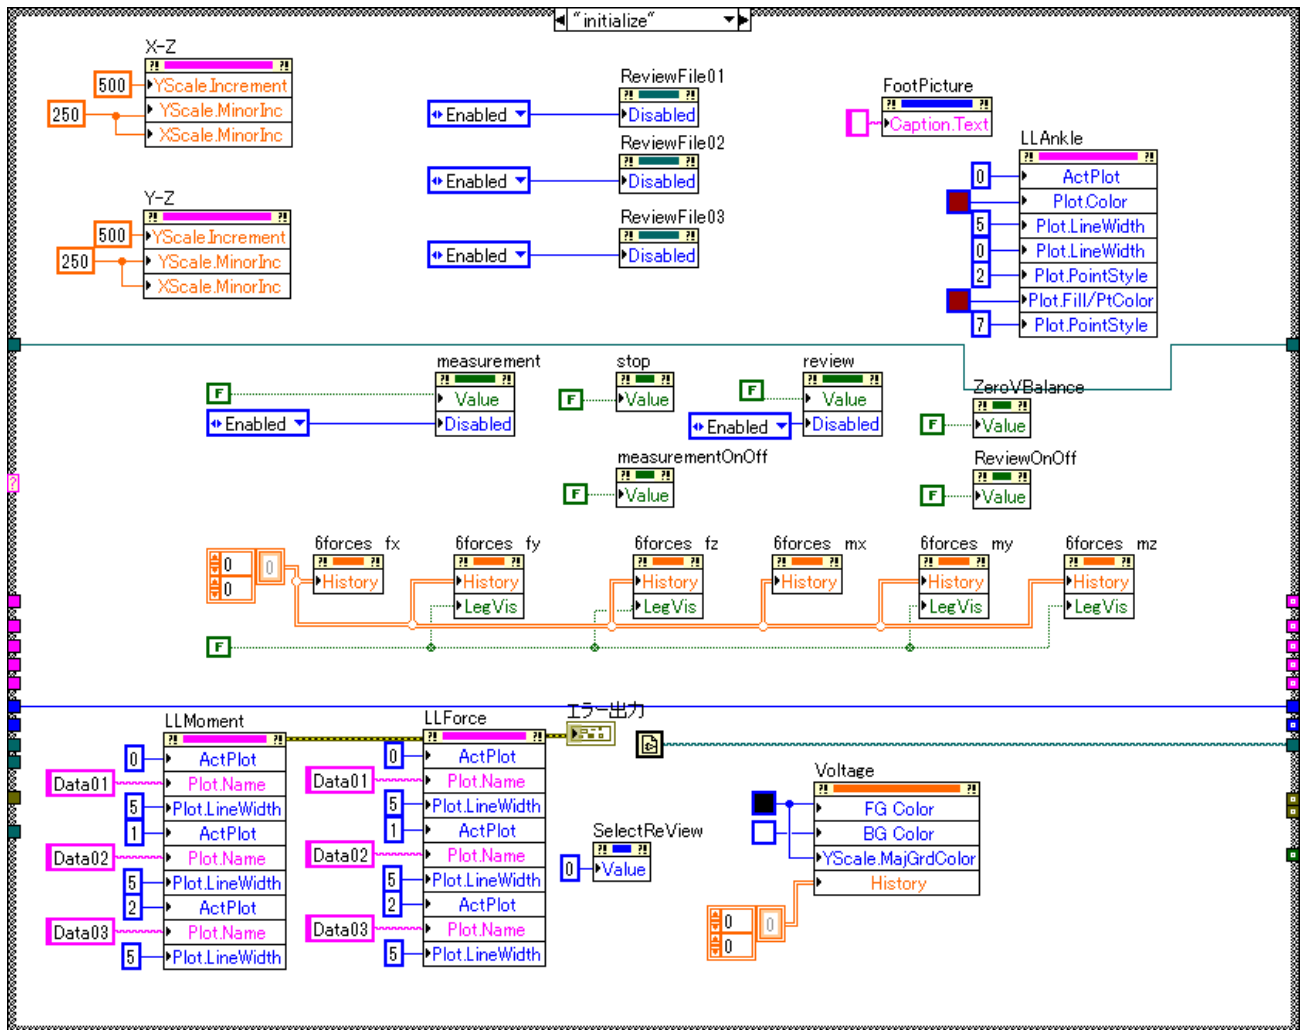 "initialize"
X-Z
500
YScale.Increment
250
YScale.MinorInc
XScale.MinorInc
Y-Z
500
YScale.Increment
250
YScale.MinorInc
XScale.MinorInc
ReviewFile01
Enabled
Disabled
ReviewFile02
Enabled
Disabled
ReviewFile03
Enabled
Disabled
FootPicture
Caption.Text
LLAnkle
0
ActPlot
Plot.Color
5
Plot.LineWidth
0
Plot.LineWidth
2
Plot.PointStyle
Plot.Fill/PtColor
7
Plot.PointStyle
measurement
F
Value
Enabled
Disabled
stop
F
Value
review
F
Value
Enabled
Disabled
ZeroVBalance
F
Value
measurementOnOff
F
Value
ReviewOnOff
F
Value
6forces fx
History
6forces fy
History
LegVis
6forces fz
History
LegVis
6forces mx
History
6forces my
History
LegVis
6forces mz
History
LegVis
0
0
0
F
LLMoment
0
ActPlot
Data01
Plot.Name
5
Plot.LineWidth
1
ActPlot
Data02
Plot.Name
5
Plot.LineWidth
2
ActPlot
Data03
Plot.Name
5
Plot.LineWidth
LLForce
0
ActPlot
Data01
Plot.Name
5
Plot.LineWidth
1
ActPlot
Data02
Plot.Name
5
Plot.LineWidth
2
ActPlot
Data03
Plot.Name
5
Plot.LineWidth
エラー出力
SelectReView
0
Value
Voltage
FG Color
BG Color
YScale.MajGrdColor
History
0
0
0